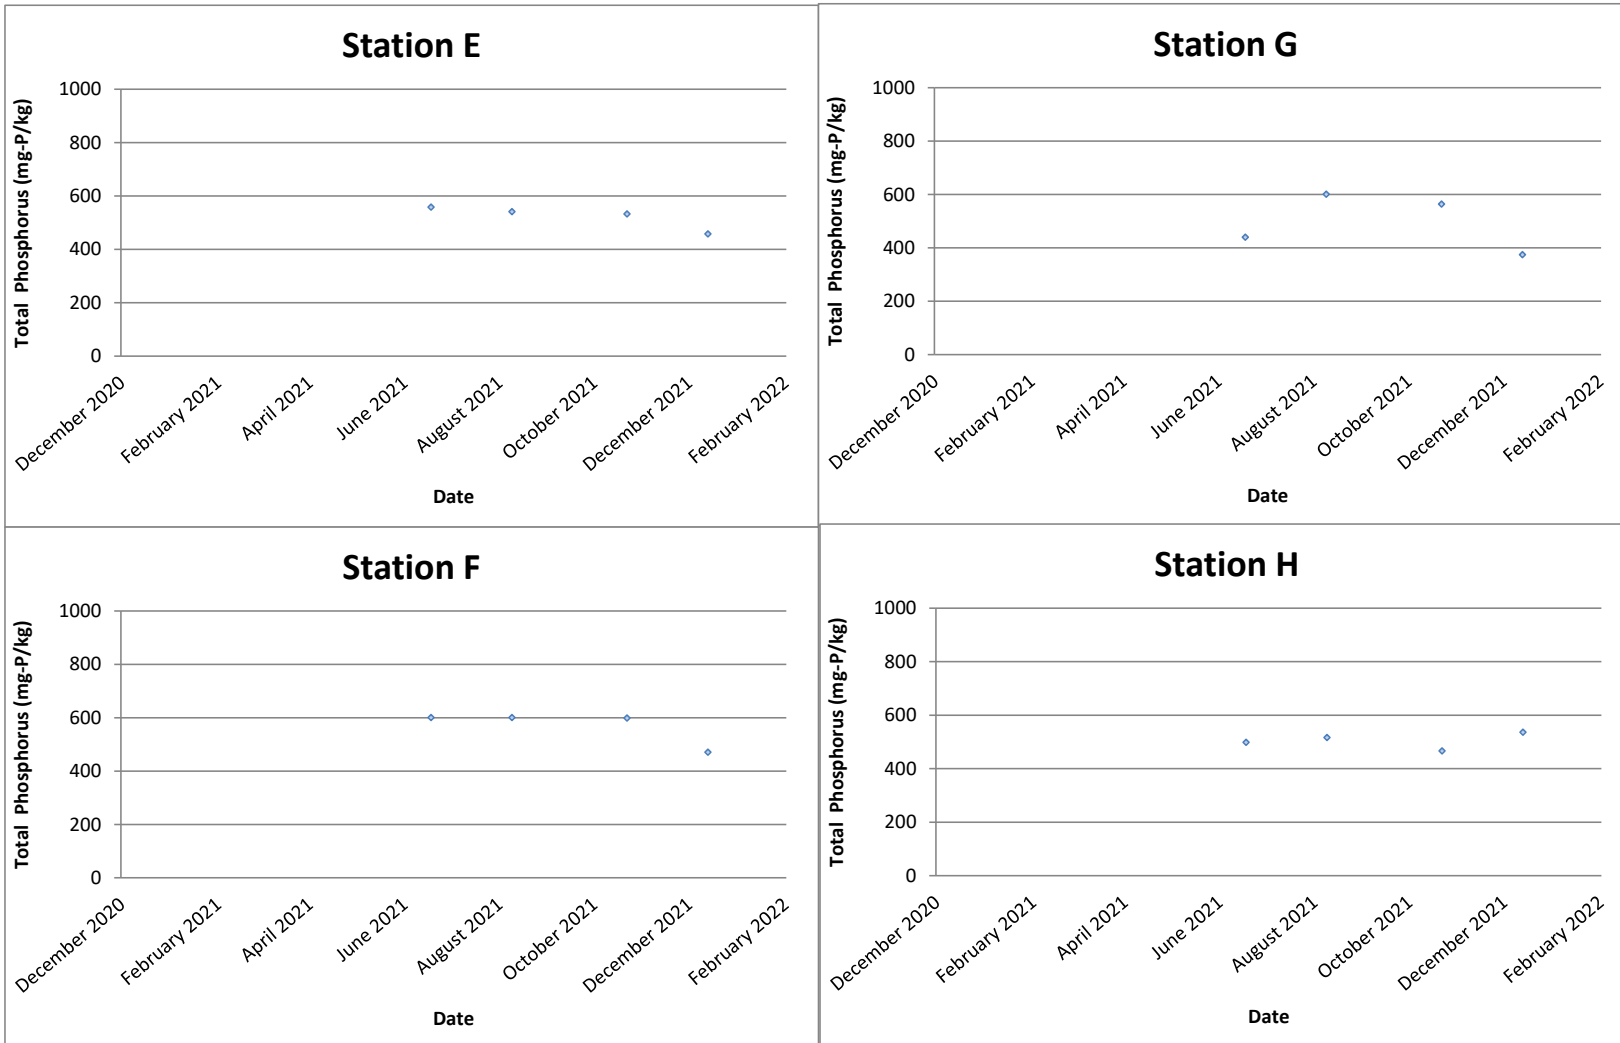 Station E
Total Phosphorus (mg-P/kg)
1000
800
600
400
200
0
December 2020
February 2021
April 2021
June 2021
August 2021
October 2021
December 2021
February 2022
Date
Station G
Total Phosphorus (mg-P/kg)
1000
800
600
400
200
0
December 2020
February 2021
April 2021
June 2021
August 2021
October 2021
December 2021
February 2022
Date
Station F
Total Phosphorus (mg-P/kg)
1000
800
600
400
200
0
December 2020
February 2021
April 2021
June 2021
August 2021
October 2021
December 2021
February 2022
Date
Station H
Total Phosphorus (mg-P/kg)
1000
800
600
400
200
0
December 2020
February 2021
April 2021
June 2021
August 2021
October 2021
December 2021
February 2022
Date